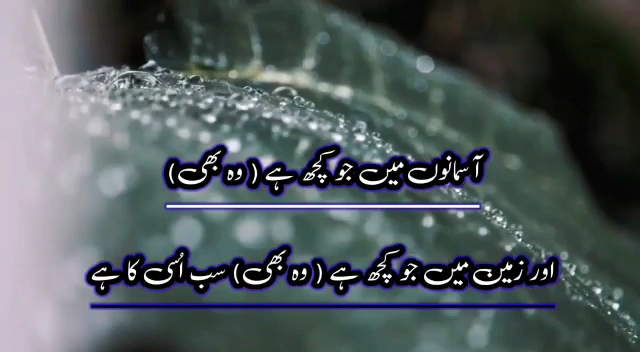 آسمانوں میں جو کچھ ہے ( وہ بھی)
اور زمین میں جو کچھ ہے ( وہ بھی) سب اُسی کا ہے